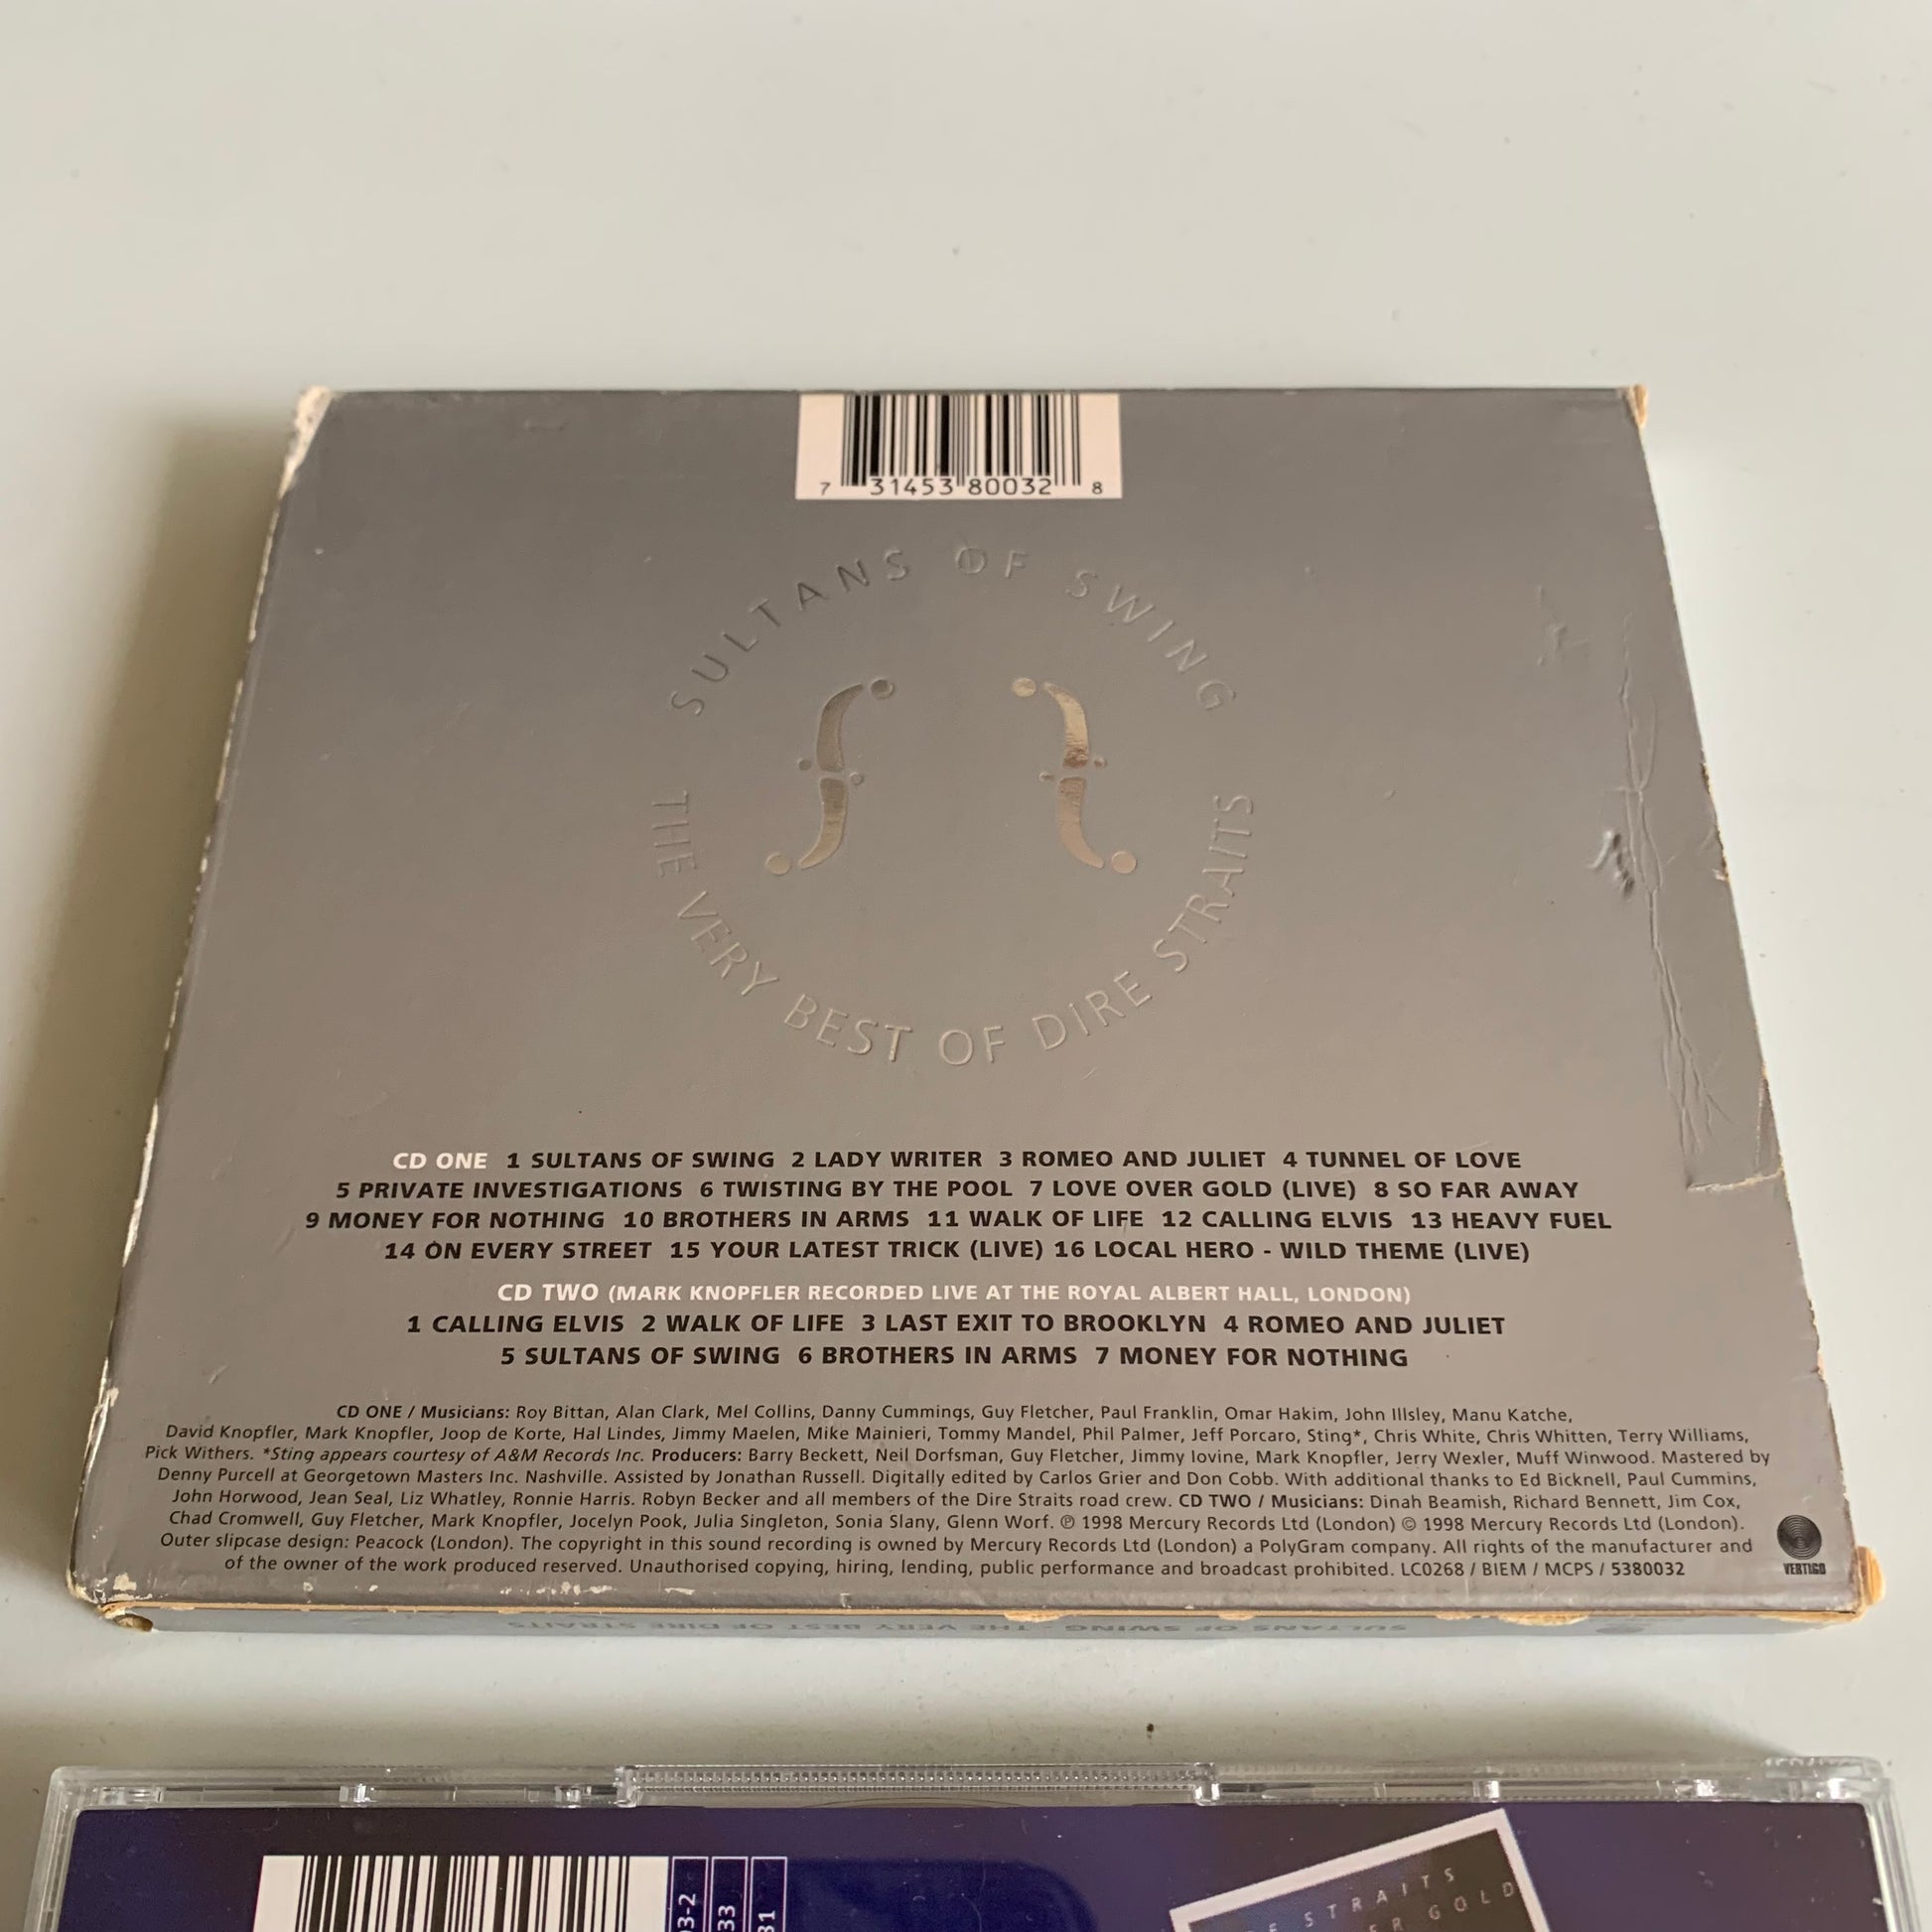 7 31453 80032 8
SULTANS OF SWING
THE VERY BEST OF DIRE STRAITS
CD ONE 1 SULTANS OF SWING 2 LADY WRITER 3 ROMEO AND JULIET 4 TUNNEL OF LOVE
5 PRIVATE INVESTIGATIONS 6 TWISTING BY THE POOL 7 LOVE OVER GOLD (LIVE) 8 SO FAR AWAY
9 MONEY FOR NOTHING 10 BROTHERS IN ARMS 11 WALK OF LIFE 12 CALLING ELVIS 13 HEAVY FUEL
14 ON EVERY STREET 15 YOUR LATEST TRICK (LIVE) 16 LOCAL HERO - WILD THEME (LIVE)
CD TWO (MARK KNOPFLER RECORDED LIVE AT THE ROYAL ALBERT HALL, LONDON)
1 CALLING ELVIS 2 WALK OF LIFE 3 LAST EXIT TO BROOKLYN 4 ROMEO AND JULIET
5 SULTANS OF SWING 6 BROTHERS IN ARMS 7 MONEY FOR NOTHING
CD ONE / Musicians: Roy Bittan, Alan Clark, Mel Collins, Danny Cummings, Guy Fletcher, Paul Franklin, Omar Hakim, John Illsley, Manu Katche,
David Knopfler, Mark Knopfler, Joop de Korte, Hal Lindes, Jimmy Maelen, Mike Mainieri, Tommy Mandel, Phil Palmer, Jeff Porcaro, Sting*, Chris White, Chris Whitten, Terry Williams,
Pick Withers. *Sting appears courtesy of A&M Records Inc. Producers: Barry Beckett, Neil Dorfsman, Guy Fletcher, Jimmy Iovine, Mark Knopfler, Jerry Wexler, Muff Winwood. Mastered by
Denny Purcell at Georgetown Masters Inc. Nashville. Assisted by Jonathan Russell. Digitally edited by Carlos Grier and Don Cobb. With additional thanks to Ed Bicknell, Paul Cummins,
John Horwood, Jean Seal, Liz Whatley, Ronnie Harris. Robyn Becker and all members of the Dire Straits road crew. CD TWO / Musicians: Dinah Beamish, Richard Bennett, Jim Cox,
Chad Cromwell, Guy Fletcher, Mark Knopfler, Jocelyn Pook, Julia Singleton, Sonia Slany, Glenn Worf. ℗ 1998 Mercury Records Ltd (London) © 1998 Mercury Records Ltd (London).
Outer slipcase design: Peacock (London). The copyright in this sound recording is owned by Mercury Records Ltd (London) a PolyGram company. All rights of the manufacturer and
of the owner of the work produced reserved. Unauthorised copying, hiring, lending, public performance and broadcast prohibited. LC0268 / BIEM / MCPS / 5380032
VERTIGO
SULTANS OF SWING - THE VERY BEST OF DIRE STRAITS
STRAITS
GOLD